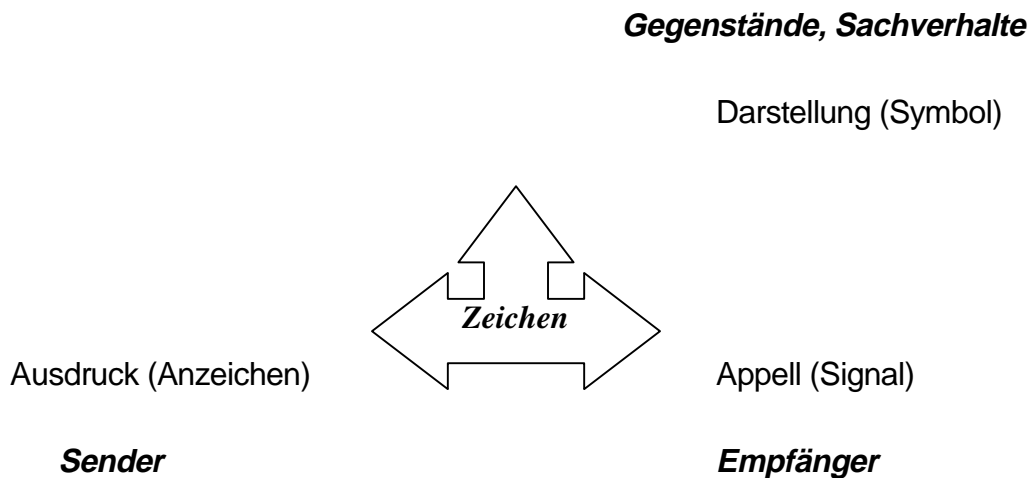 Gegenstände, Sachverhalte
Darstellung (Symbol)
Zeichen
Ausdruck (Anzeichen)
Appell (Signal)
Sender
Empfänger